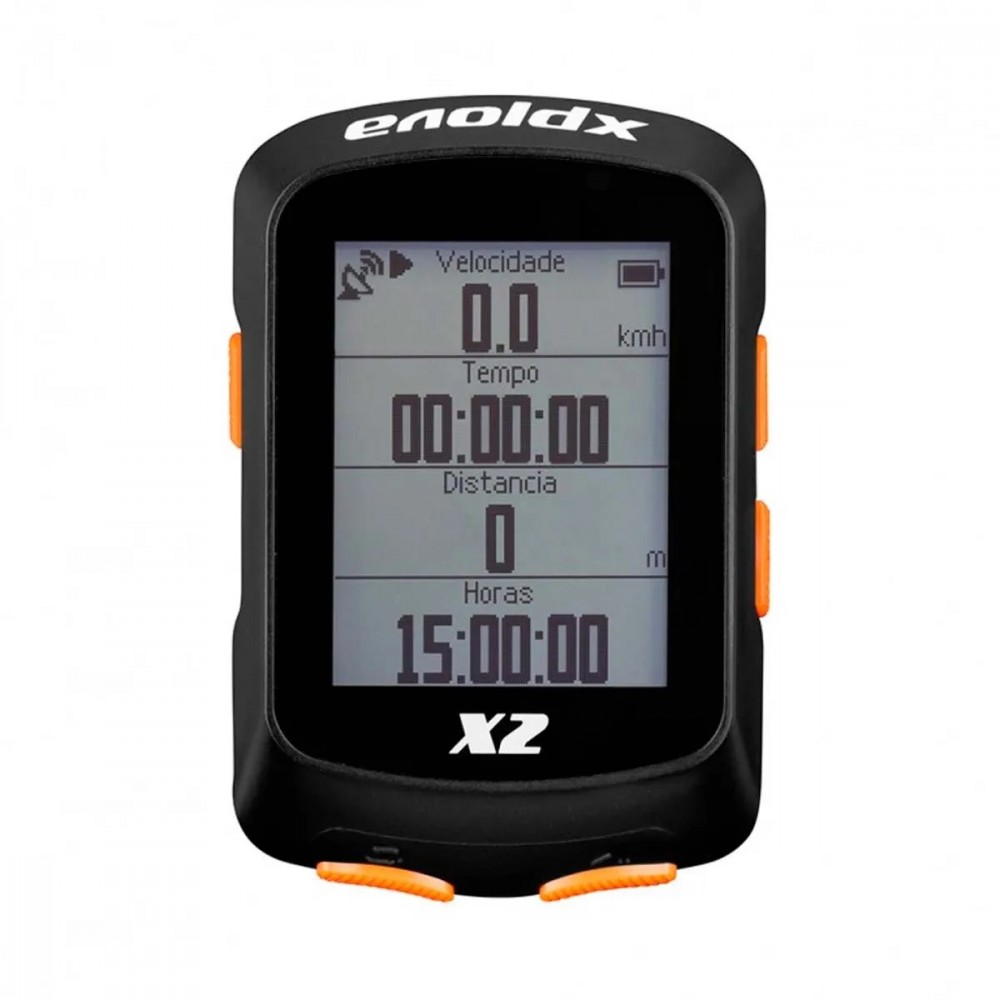 xplova
Velocidade
0.0
kmh
Tempo
00:00:00
Distancia
0
m
Horas
15:00:00
X2